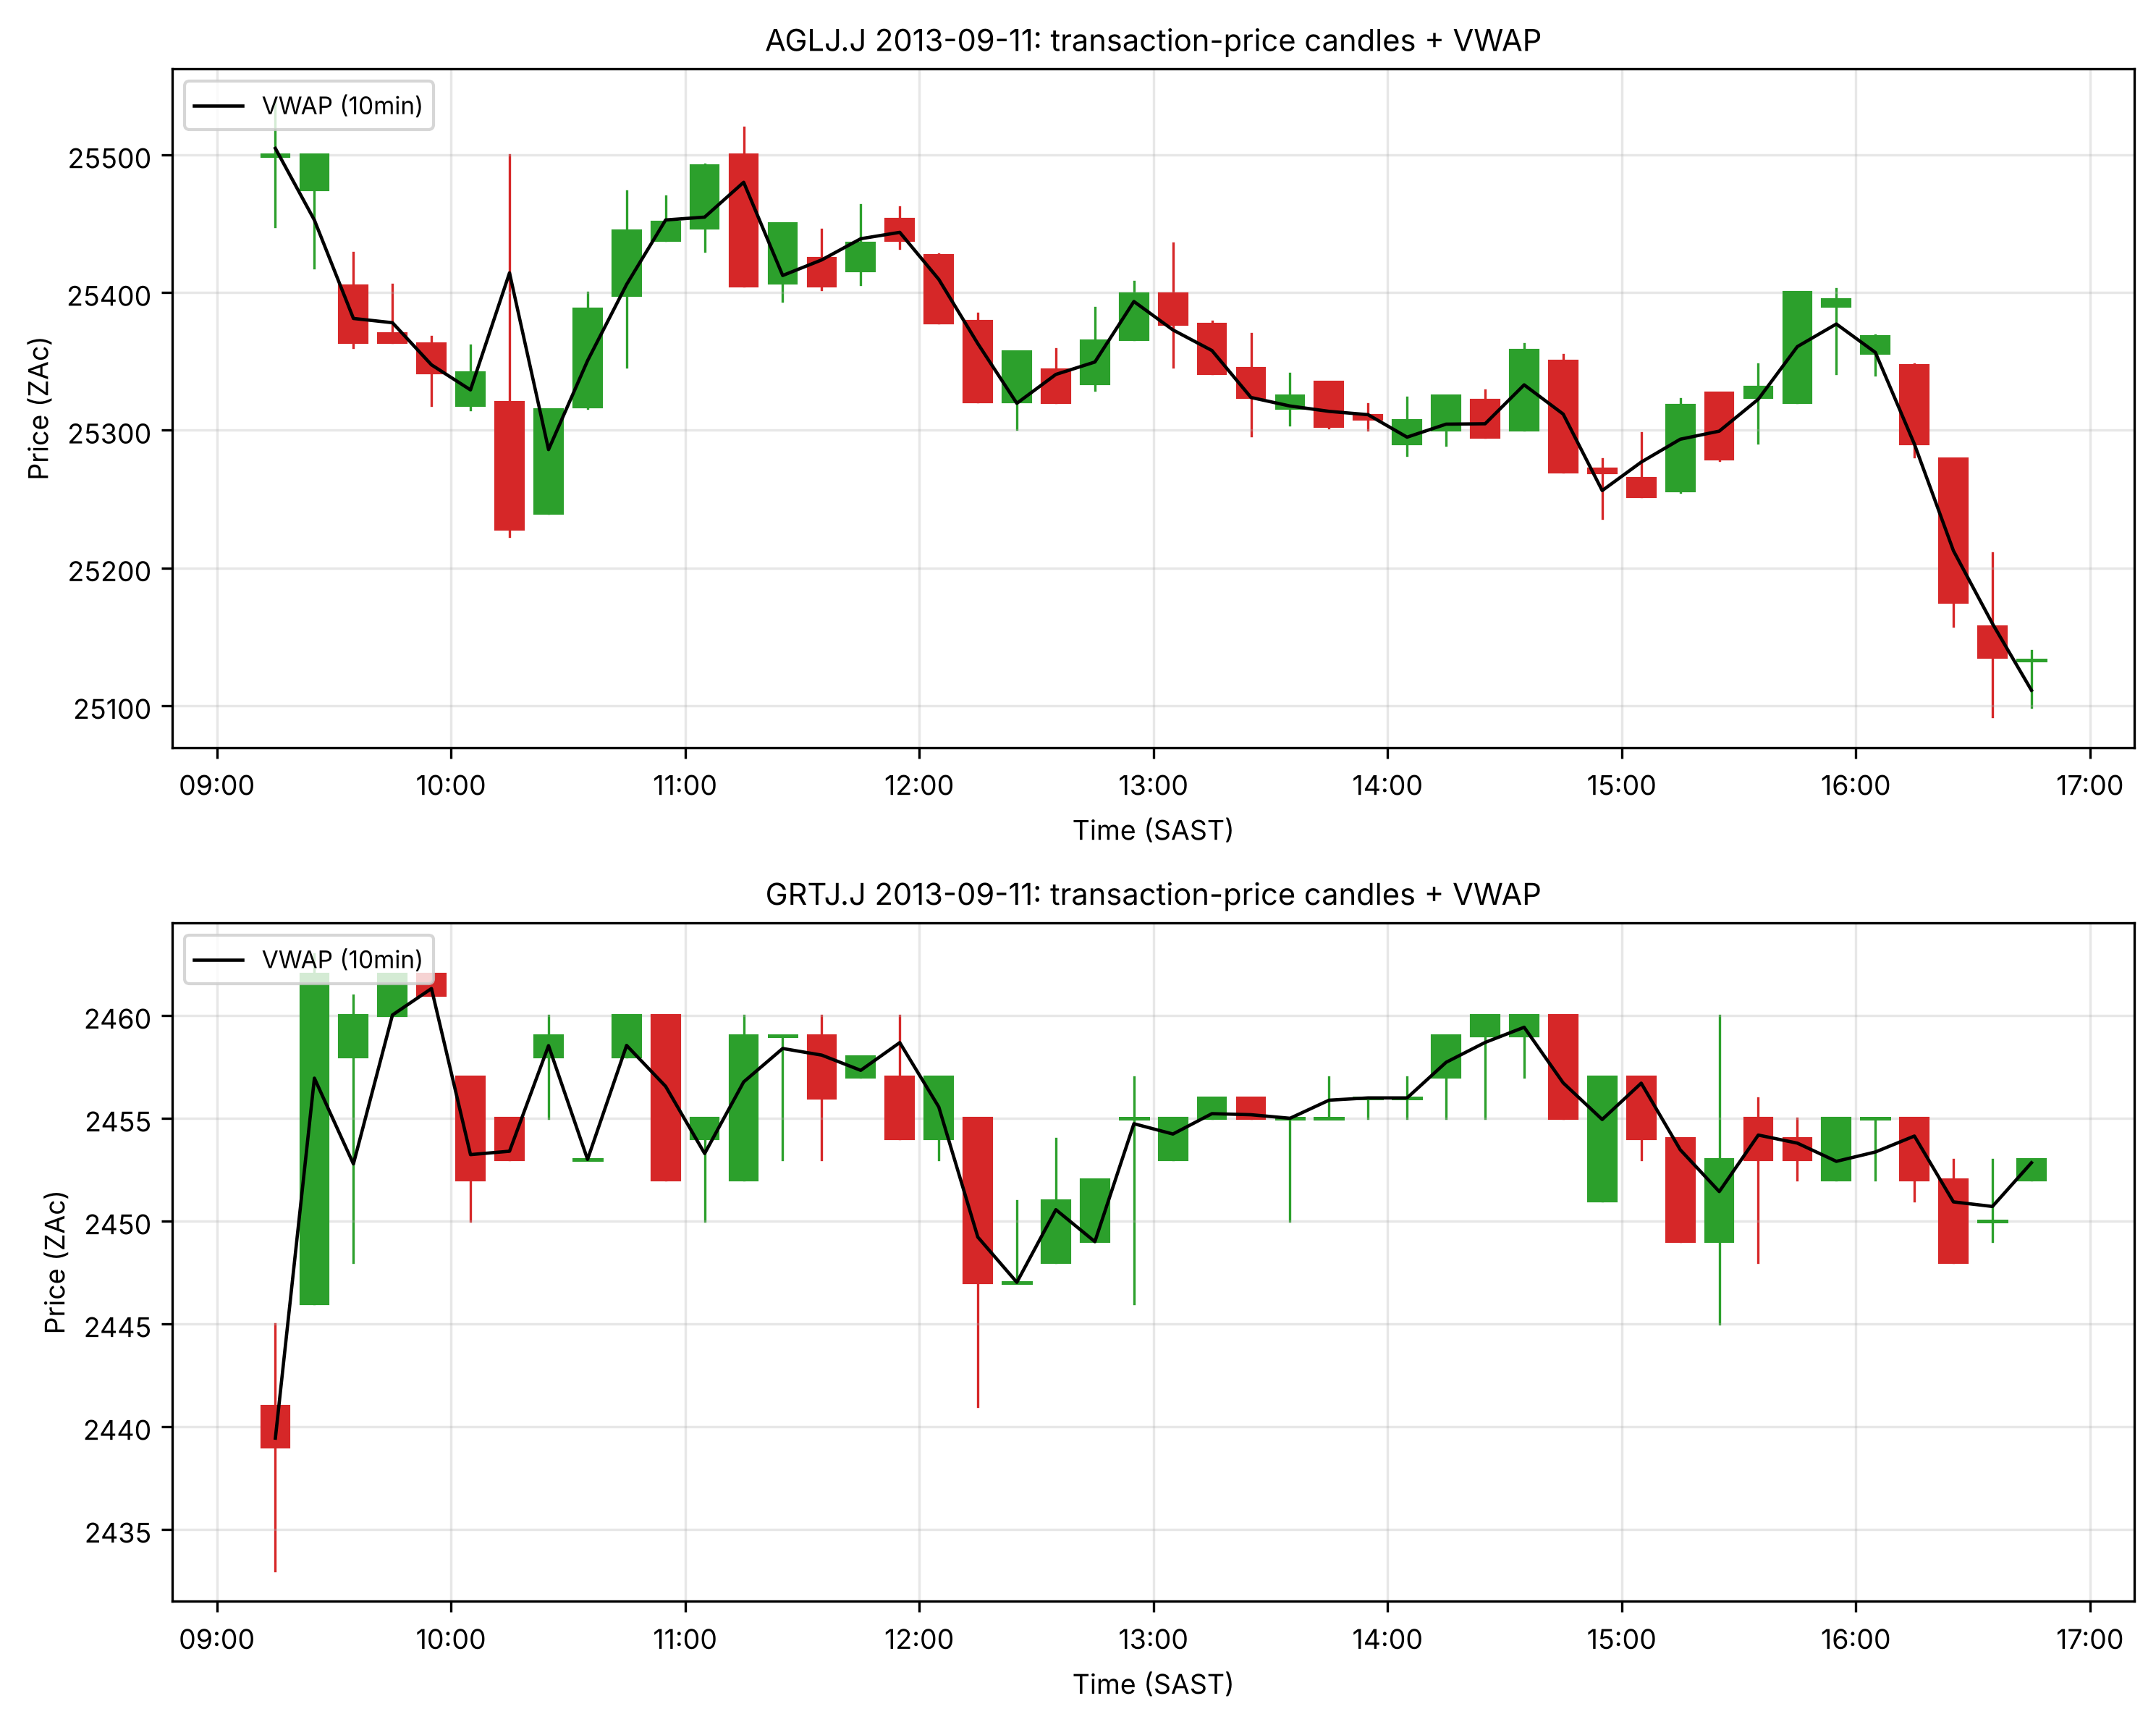 AGLJ.J 2013-09-11: transaction-price candles + VWAP
VWAP (10min)
Price (ZAc)
25500
25400
25300
25200
25100
09:00 10:00 11:00 12:00 13:00 14:00 15:00 16:00 17:00
Time (SAST)
GRTJ.J 2013-09-11: transaction-price candles + VWAP
VWAP (10min)
Price (ZAc)
2460
2455
2450
2445
2440
2435
09:00 10:00 11:00 12:00 13:00 14:00 15:00 16:00 17:00
Time (SAST)